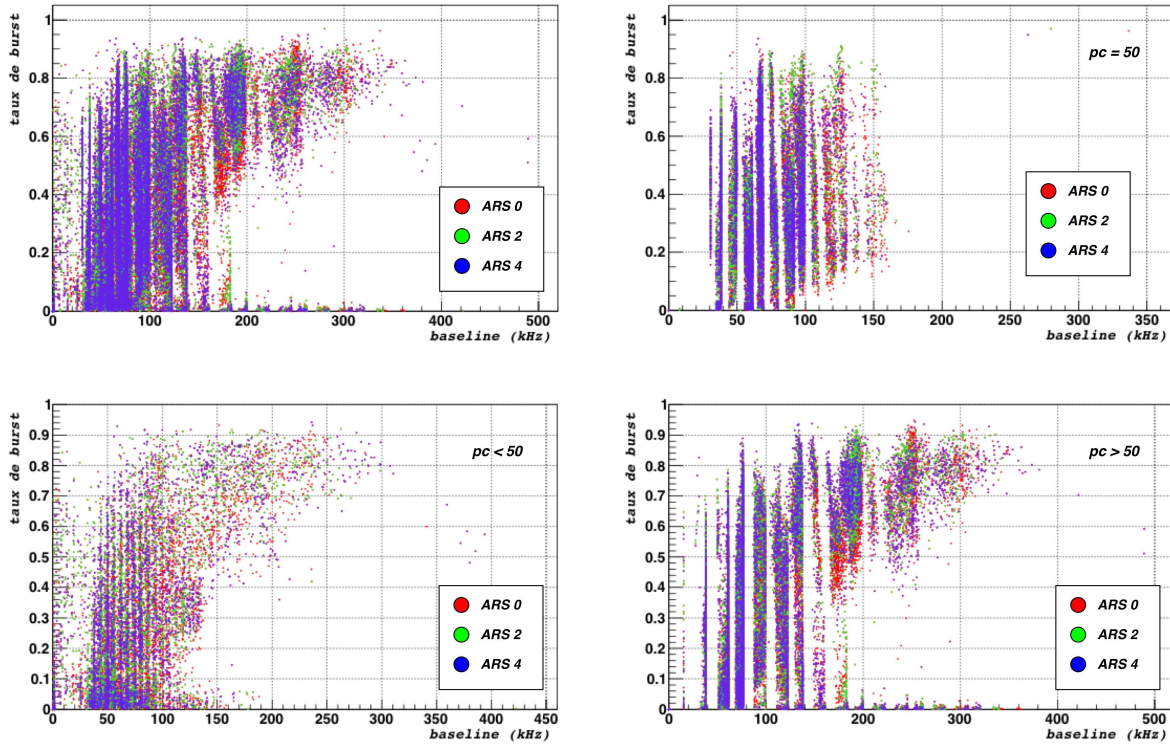 taux de burst
1
0.8
0.6
0.4
0.2
0
ARS 0
ARS 2
ARS 4
0 100 200 300 400 500
baseline (kHz)
taux de burst
1
0.8
0.6
0.4
0.2
0
pc = 50
ARS 0
ARS 2
ARS 4
0 50 100 150 200 250 300 350
baseline (kHz)
taux de burst
1
0.9
0.8
0.7
0.6
0.5
0.4
0.3
0.2
0.1
0
pc < 50
ARS 0
ARS 2
ARS 4
0 50 100 150 200 250 300 350 400 450
baseline (kHz)
taux de burst
1
0.9
0.8
0.7
0.6
0.5
0.4
0.3
0.2
0.1
0
pc > 50
ARS 0
ARS 2
ARS 4
0 100 200 300 400 500
baseline (kHz)